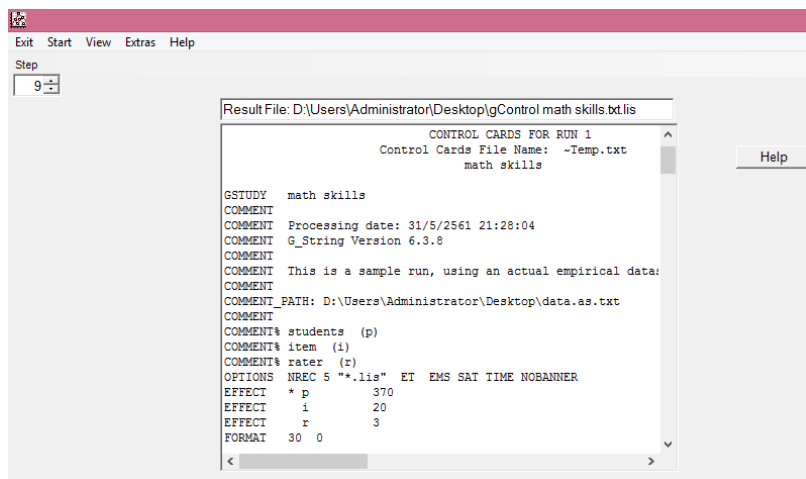 Exit Start View Extras Help
Step
9
Result File: D:\Users\Administrator\Desktop\gControl math skills.txt.lis
CONTROL CARDS FOR RUN 1
Control Cards File Name: ~Temp.txt
math skills
Help
GSTUDY math skills
COMMENT
COMMENT Processing date: 31/5/2561 21:28:04
COMMENT G_String Version 6.3.8
COMMENT
COMMENT This is a sample run, using an actual empirical data
COMMENT
COMMENT_PATH: D:\Users\Administrator\Desktop\data.as.txt
COMMENT
COMMENT% students (p)
COMMENT% item (i)
COMMENT% rater (r)
OPTIONS NREC 5 "*.lis" ET EMS SAT TIME NOBANNER
EFFECT * p 370
EFFECT i 20
EFFECT r 3
FORMAT 30 0